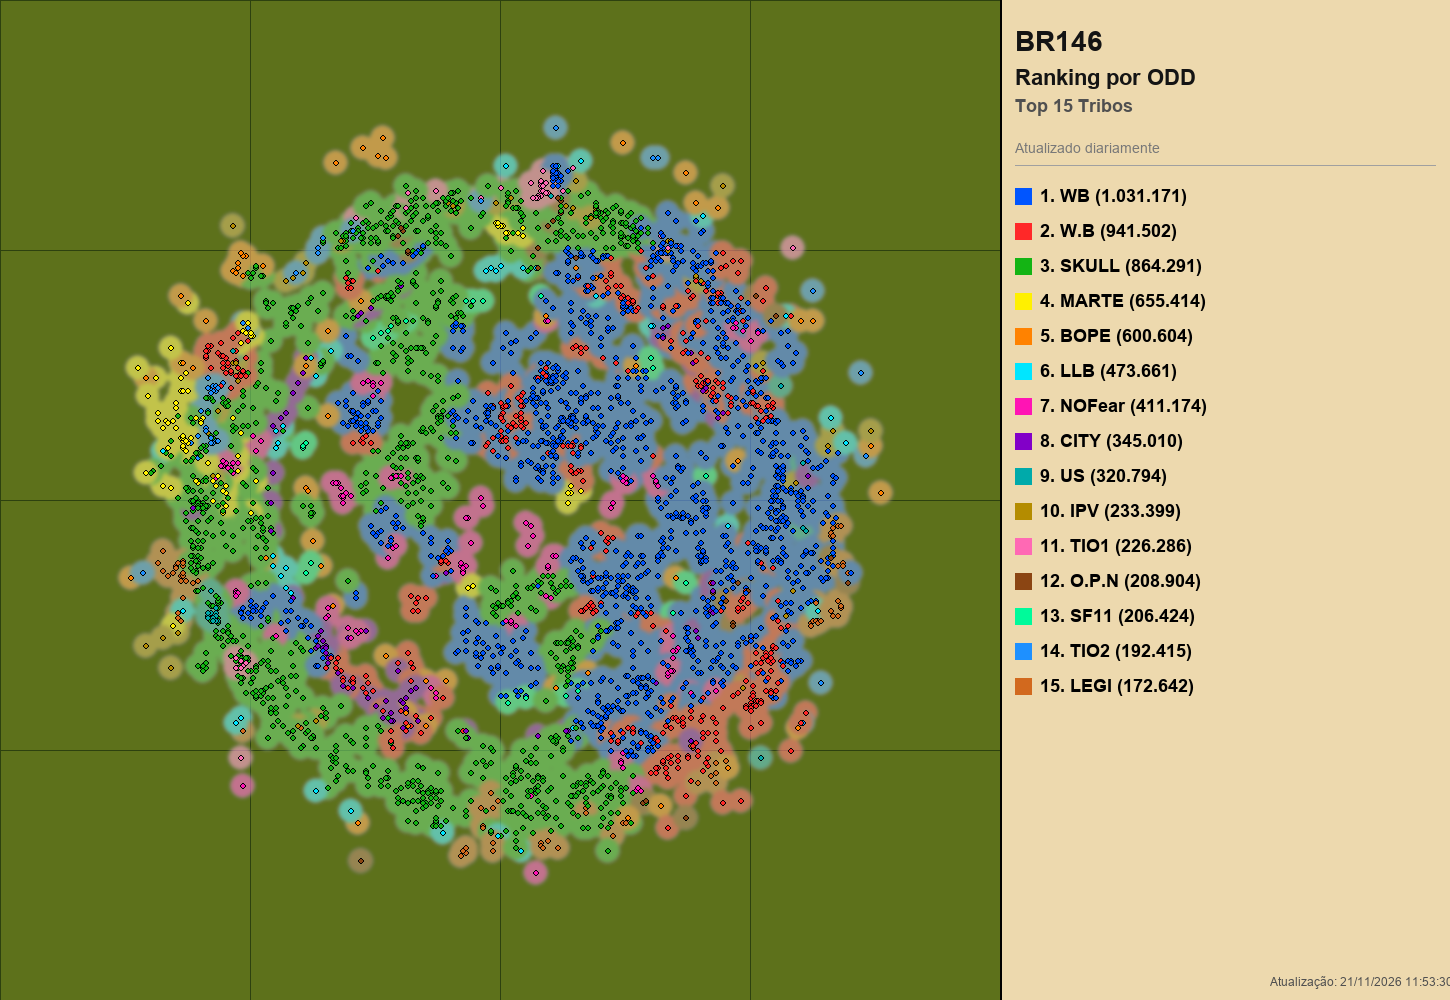 BR146
Ranking por ODD
Top 15 Tribos
Atualizado diariamente
1. WB (1.031.171)
2. W.B (941.502)
3. SKULL (864.291)
4. MARTE (655.414)
5. BOPE (600.604)
6. LLB (473.661)
7. NOFear (411.174)
8. CITY (345.010)
9. US (320.794)
10. IPV (233.399)
11. TIO1 (226.286)
12. O.P.N (208.904)
13. SF11 (206.424)
14. TIO2 (192.415)
15. LEGI (172.642)
Atualização: 21/11/2026 11:53:30